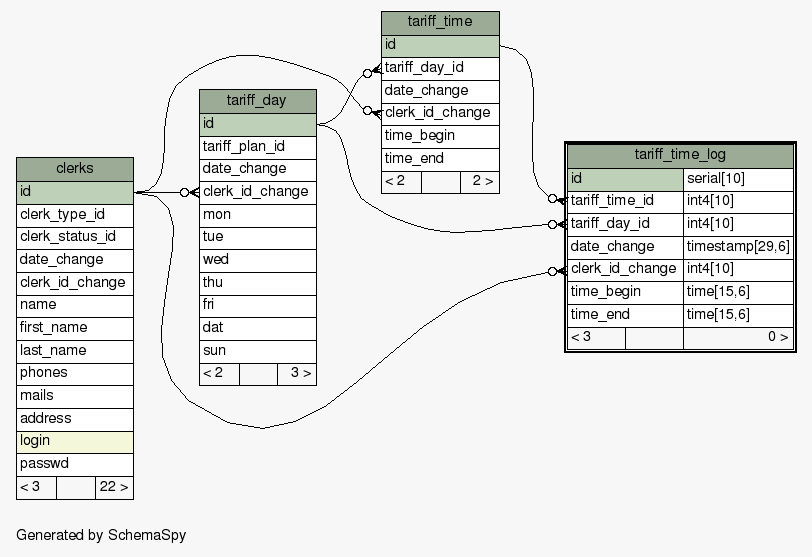 tariff_time
id
tariff_day_id
date_change
clerk_id_change
time_begin
time_end
< 2 2 >
tariff_day
id
tariff_plan_id
date_change
clerk_id_change
mon
tue
wed
thu
fri
dat
sun
< 2 3 >
clerks
id
clerk_type_id
clerk_status_id
date_change
clerk_id_change
name
first_name
last_name
phones
mails
address
login
passwd
< 3 22 >
tariff_time_log
id serial[10]
tariff_time_id int4[10]
tariff_day_id int4[10]
date_change timestamp[29,6]
clerk_id_change int4[10]
time_begin time[15,6]
time_end time[15,6]
< 3 0 >
Generated by SchemaSpy